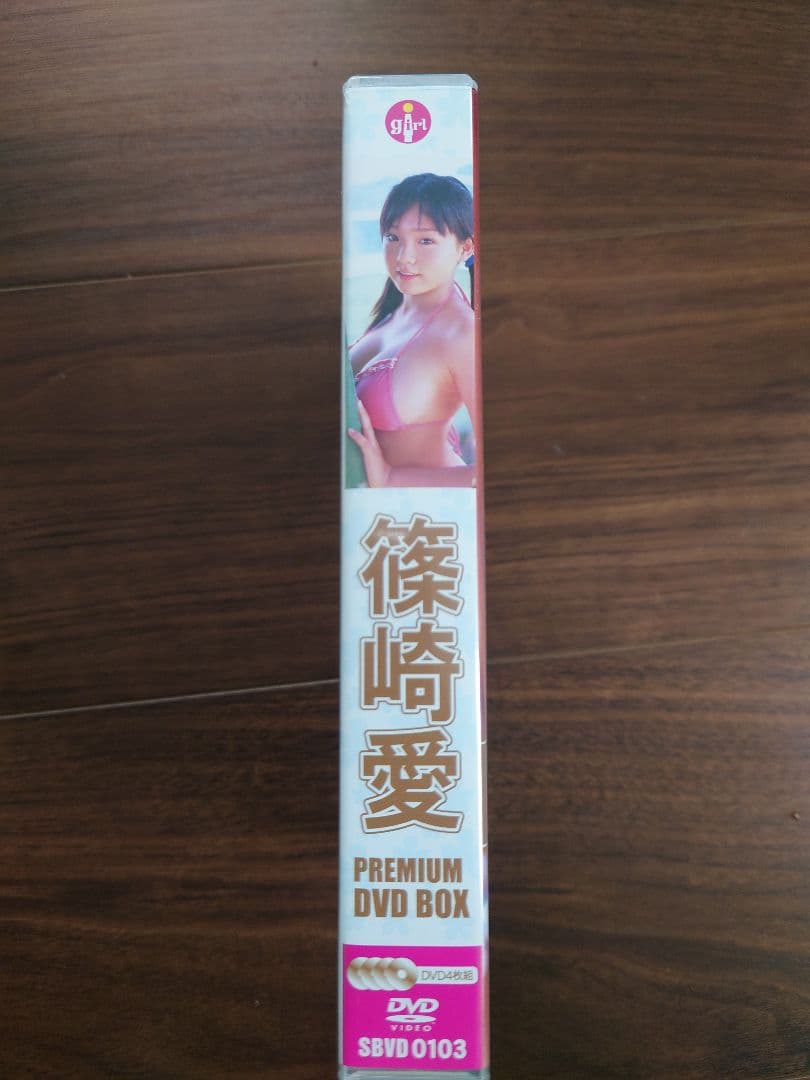 girl
篠崎愛
PREMIUM
DVD BOX
DVD4枚組
DVD
VIDEO
SBVD 0103